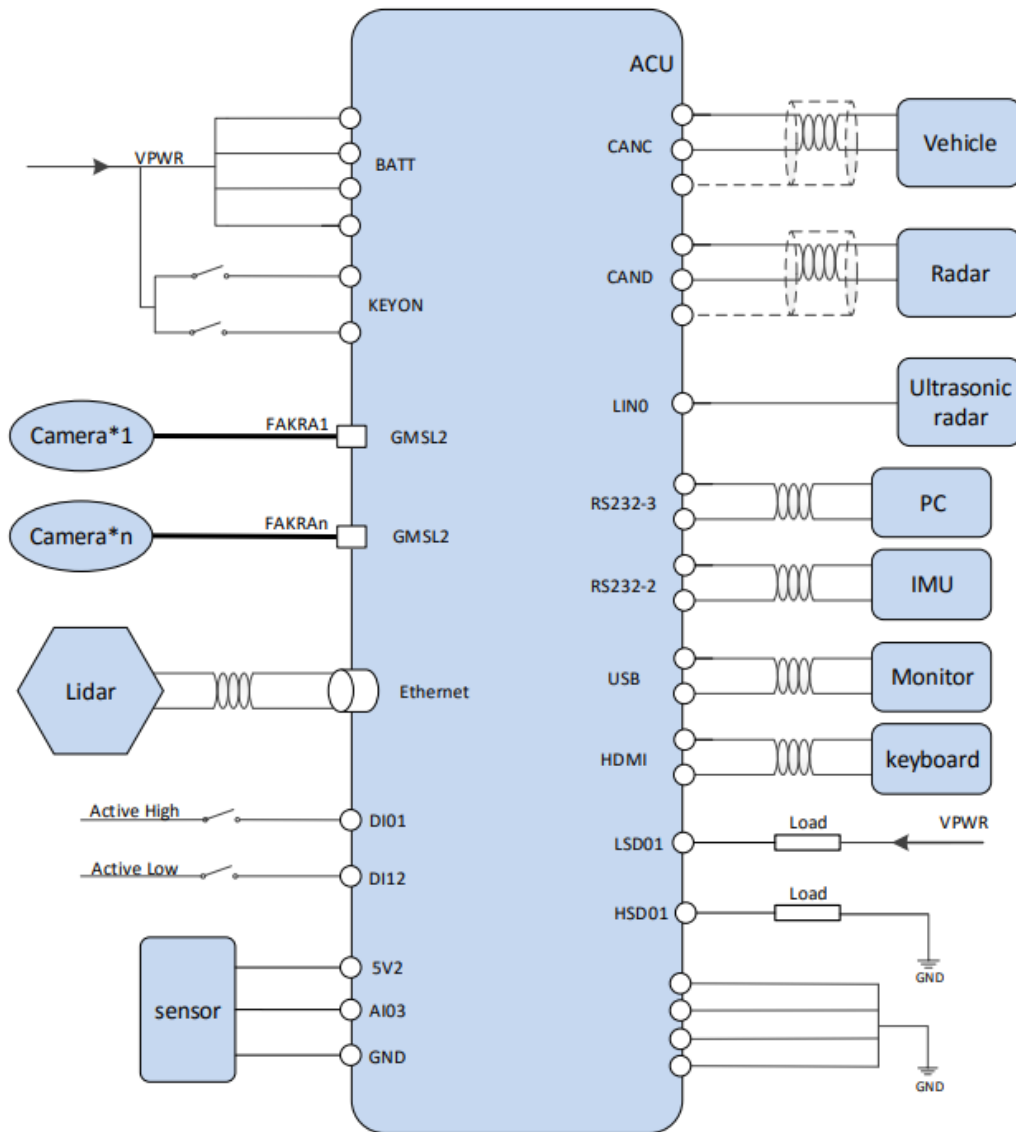 ACU
VPWR
BATT
KEYON
Camera*1
FAKRA1
GMSL2
Camera*n
FAKRAn
GMSL2
Lidar
Ethernet
Active High
DI01
Active Low
DI12
sensor
5V2
AI03
GND
CANC
Vehicle
CAND
Radar
LIN0
Ultrasonic
radar
RS232-3
PC
RS232-2
IMU
USB
Monitor
HDMI
keyboard
LSD01
Load
VPWR
HSD01
Load
GND
GND